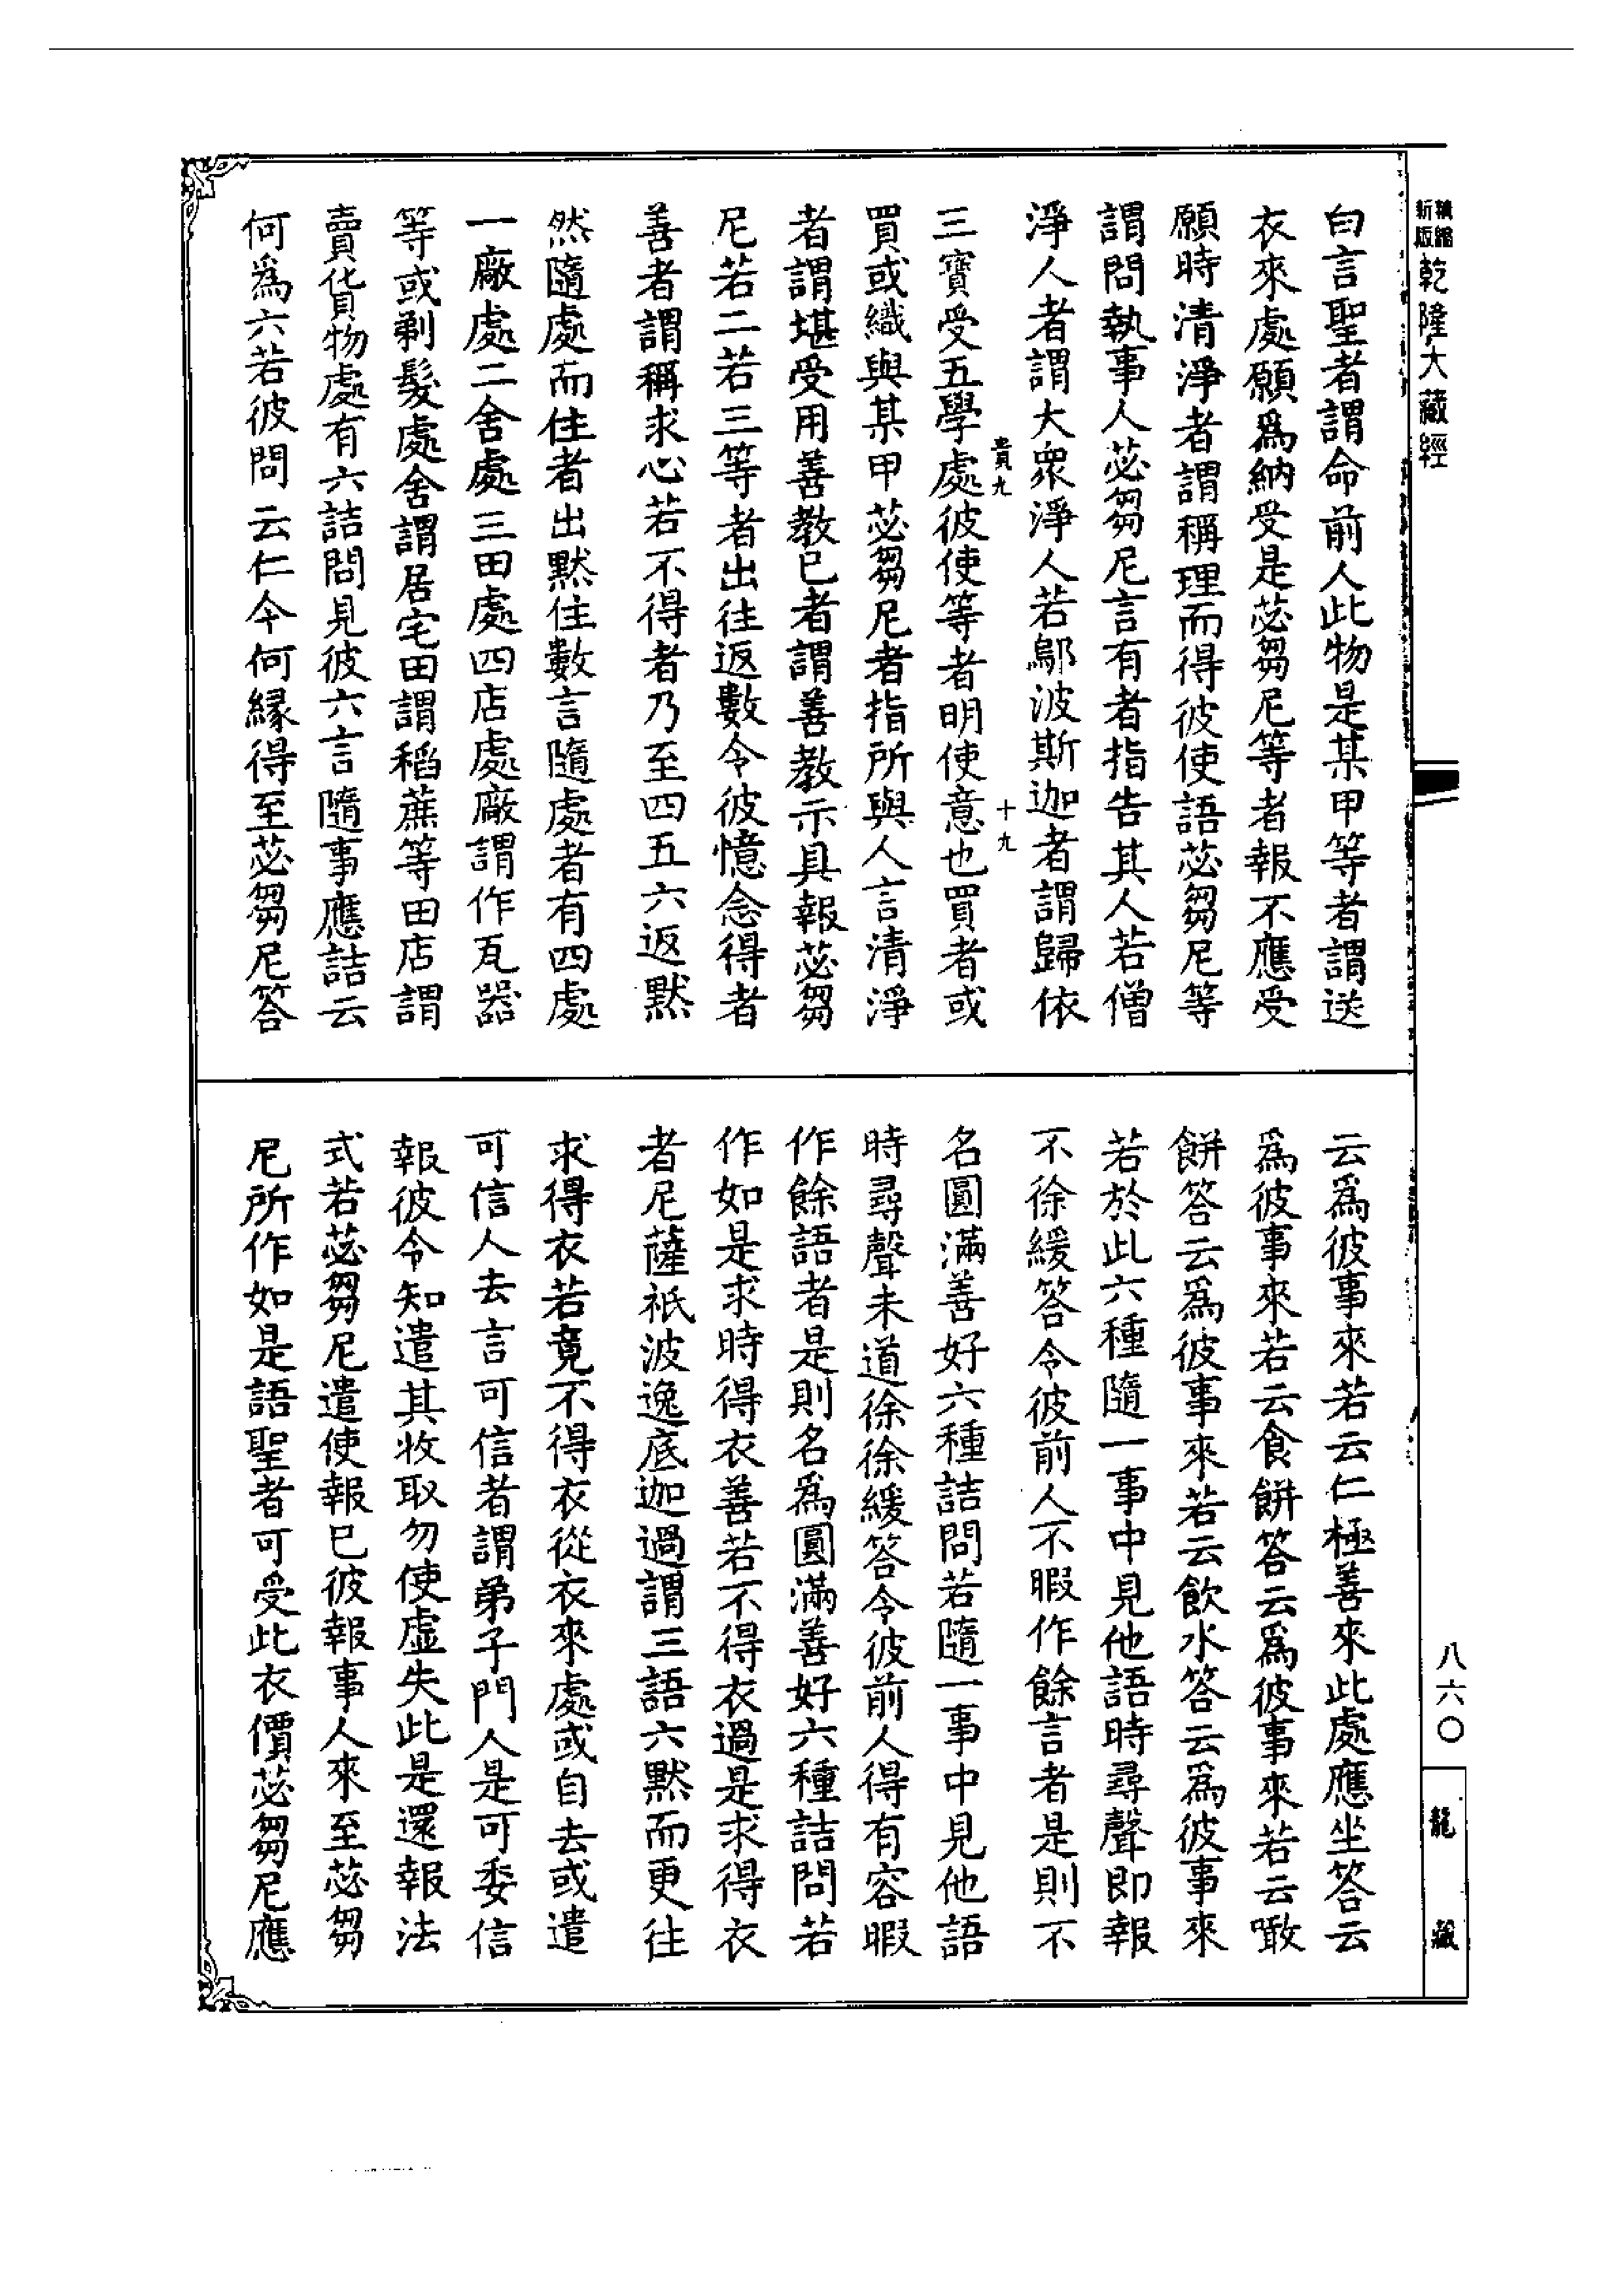 精縮新版 乾隆大藏經
白言聖者謂命前人此物是某甲等者謂送
衣來處願爲納受是苾芻尼等者報不應受
願時清淨者謂稱理而得彼使語苾芻尼等
謂問執事人苾芻尼言有者指告其人若僧
淨人者謂大衆淨人若鄔波斯迦者謂歸依
貴九 十九
三寶受五學處彼使等者明使意也買者或
買或織與某甲苾芻尼者指所與人言清淨
者謂堪受用善教已者謂善教示具報苾芻
尼若二若三等者出往返數令彼憶念得者
善者謂稱求心若不得者乃至四五六返默
然隨處而住者出默住數言隨處者有四處
一廠處二舍處三田處四店處廠謂作瓦器
等或剃髮處舍謂居宅田謂稻蔗等田店謂
賣貨物處有六詰問見彼六言隨事應詰云
何爲六若彼問云仁今何緣得至苾芻尼答
云爲彼事來若云仁極善來此處應坐答云
爲彼事來若云食餅答云爲彼事來若云噉
餅答云爲彼事來若云飲水答云爲彼事來
若於此六種隨一事中見他語時尋聲即報
不徐緩答令彼前人不暇作餘言者是則不
名圓滿善好六種詰問若隨一事中見他語
時尋聲未道徐徐緩答令彼前人得有容暇
作餘語者是則名爲圓滿善好六種詰問若
作如是求時得衣善若不得衣過是求得衣
者尼薩祇波逸底迦過謂三語六默而更往
求得衣若竟不得衣從衣來處或自去或遣
可信人去言可信者謂弟子門人是可委信
報彼令知遣其收取勿使虛失此是還報法
式若苾芻尼遣使報已彼報事人來至苾芻
尼所作如是語聖者可受此衣價苾芻尼應
八六〇
龍藏